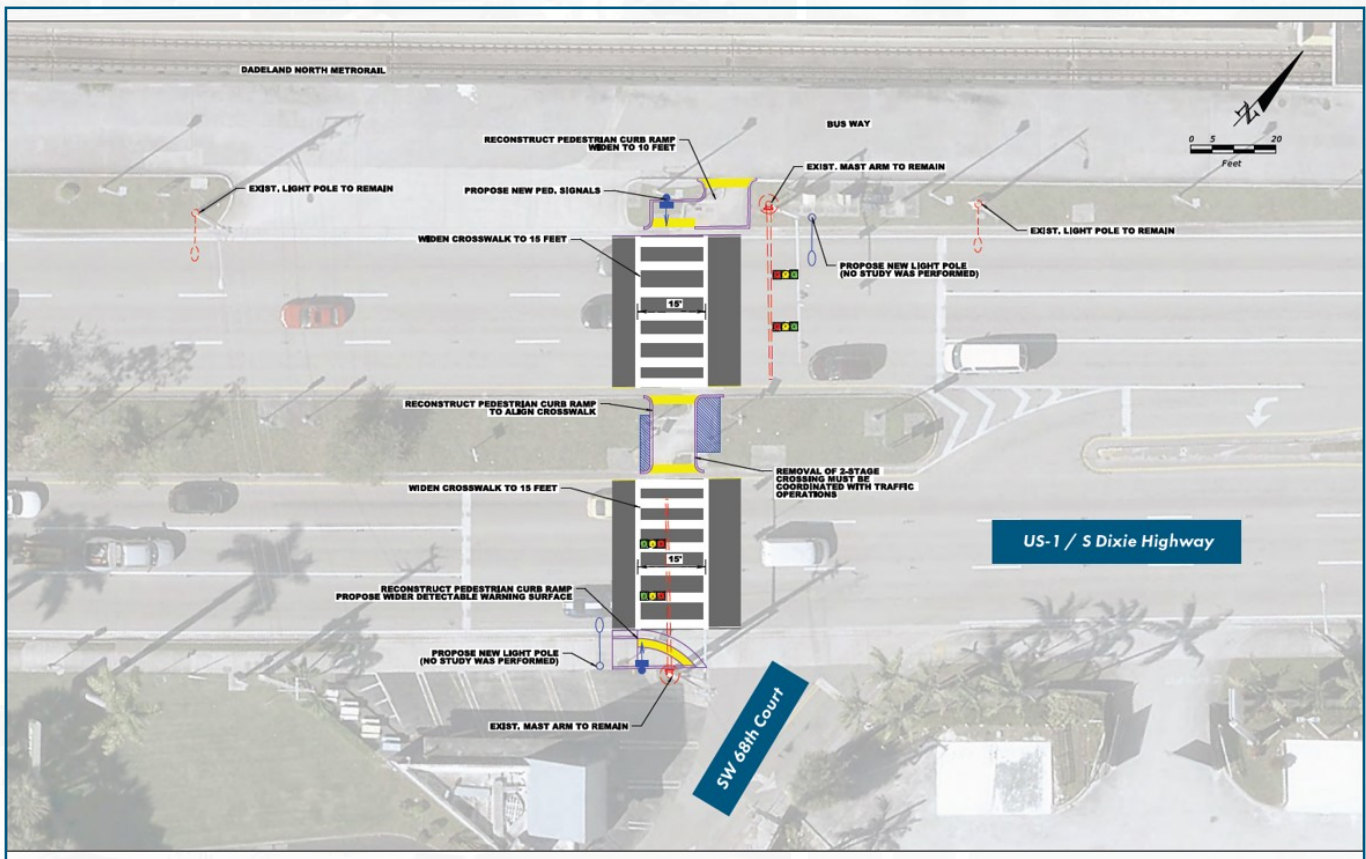 DADELAND NORTH METRORAIL
BUS WAY
N
0 5 20
Feet
RECONSTRUCT PEDESTRIAN CURB RAMP
WIDEN TO 10 FEET
EXIST. MAST ARM TO REMAIN
EXIST. LIGHT POLE TO REMAIN
PROPOSE NEW PED. SIGNALS
EXIST. LIGHT POLE TO REMAIN
WIDEN CROSSWALK TO 15 FEET
PROPOSE NEW LIGHT POLE
(NO STUDY WAS PERFORMED)
15'
RECONSTRUCT PEDESTRIAN CURB RAMP
TO ALIGN CROSSWALK
REMOVAL OF 2-STAGE
CROSSING MUST BE
COORDINATED WITH TRAFFIC
OPERATIONS
WIDEN CROSSWALK TO 15 FEET
US-1 / S Dixie Highway
15'
RECONSTRUCT PEDESTRIAN CURB RAMP
PROPOSE WIDER DETECTABLE WARNING SURFACE
PROPOSE NEW LIGHT POLE
(NO STUDY WAS PERFORMED)
EXIST. MAST ARM TO REMAIN
SW 68th Court